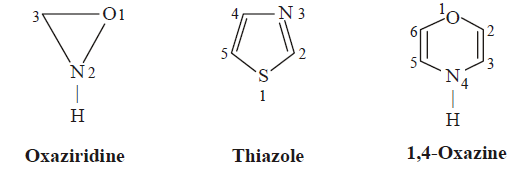 3 O1
N2
H
Oxaziridine
4 N 3
5 2
S
1
Thiazole
1
O
6 2
5 3
N4
H
1,4-Oxazine